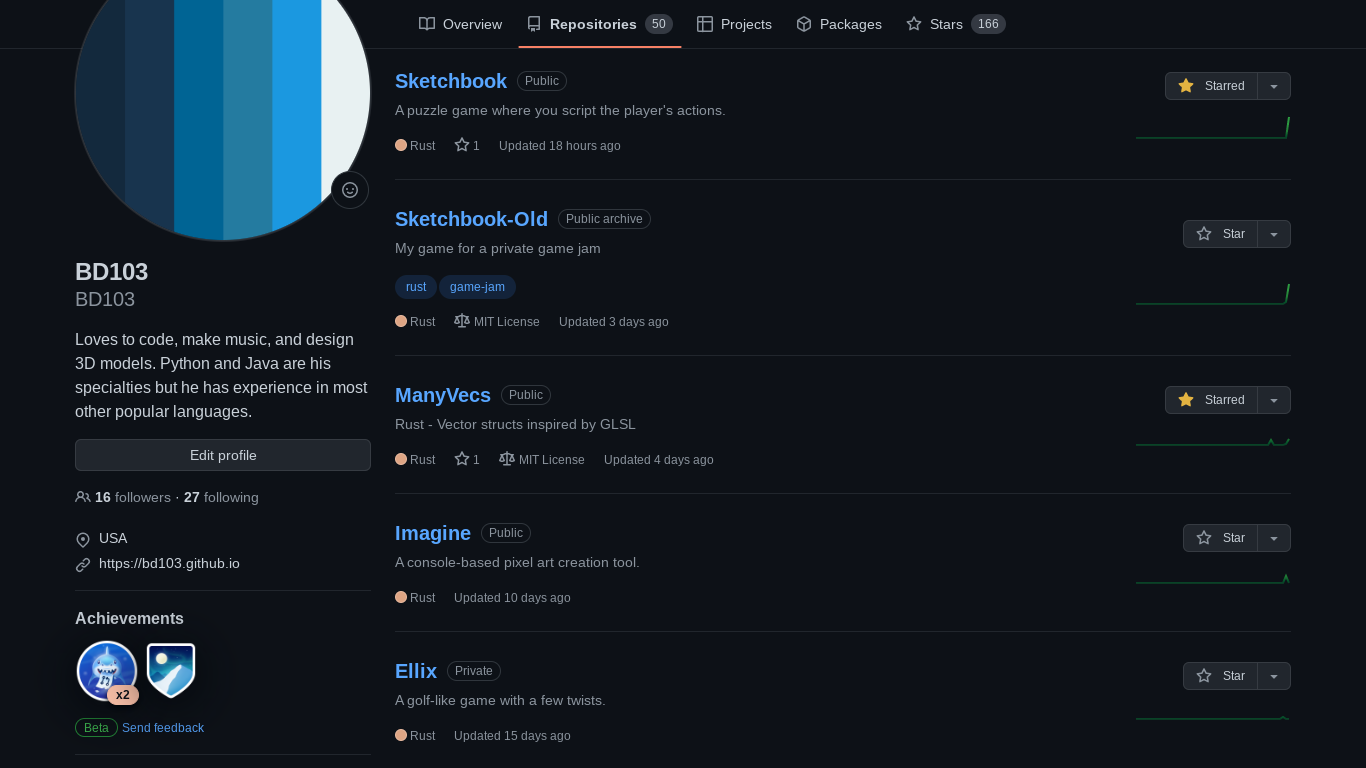 Overview
Repositories 50
Projects
Packages
Stars 166
BD103
BD103
Loves to code, make music, and design
3D models. Python and Java are his
specialties but he has experience in most
other popular languages.
Edit profile
16 followers · 27 following
USA
https://bd103.github.io
Achievements
x2
Beta Send feedback
Sketchbook Public
Starred
A puzzle game where you script the player's actions.
Rust 1 Updated 18 hours ago
Sketchbook-Old Public archive
Star
My game for a private game jam
rust game-jam
Rust MIT License Updated 3 days ago
ManyVecs Public
Starred
Rust - Vector structs inspired by GLSL
Rust 1 MIT License Updated 4 days ago
Imagine Public
Star
A console-based pixel art creation tool.
Rust Updated 10 days ago
Ellix Private
Star
A golf-like game with a few twists.
Rust Updated 15 days ago